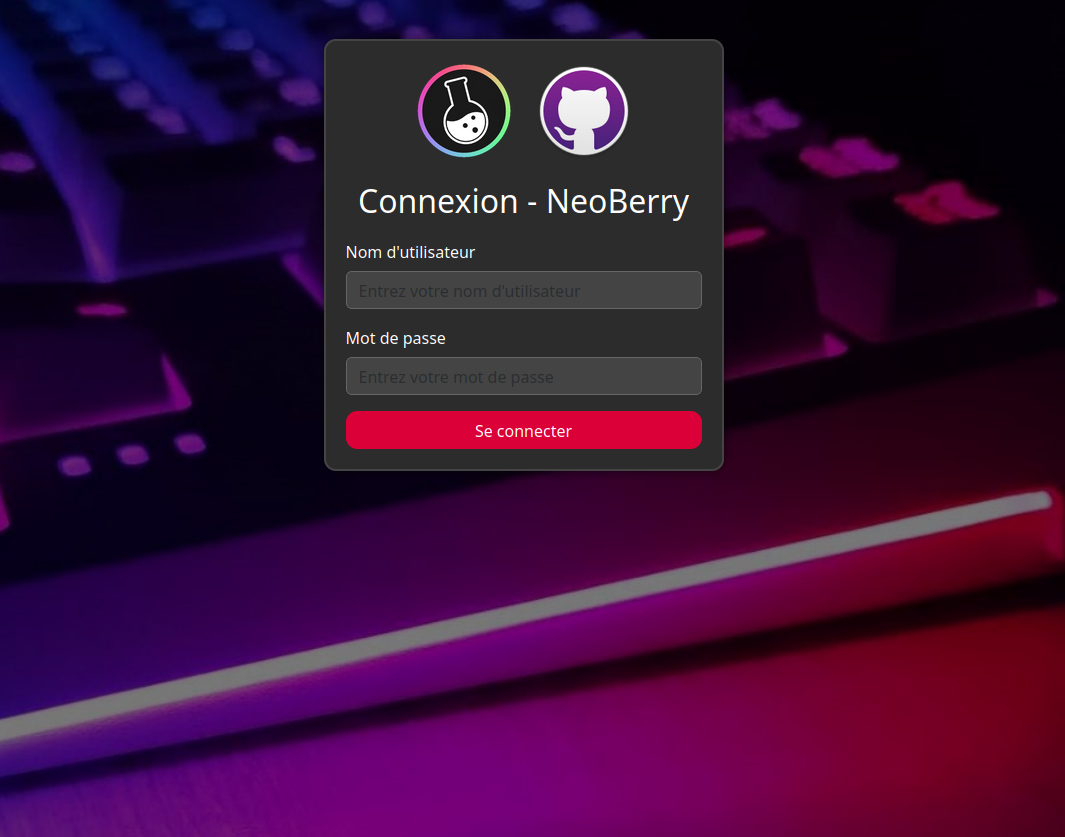 Connexion - NeoBerry
Nom d'utilisateur
Entrez votre nom d'utilisateur
Mot de passe
Entrez votre mot de passe
Se connecter